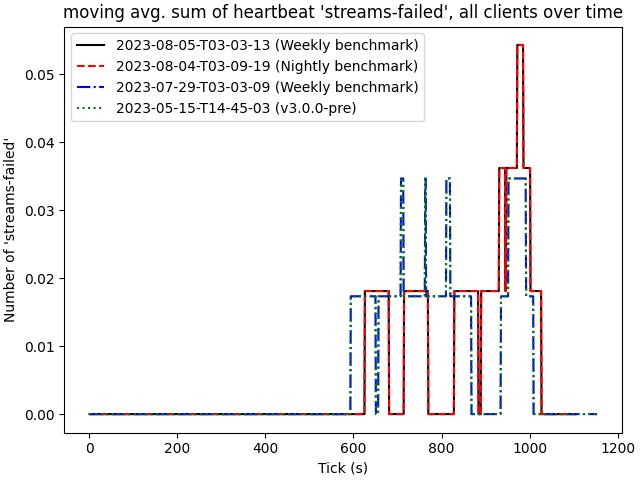 moving avg. sum of heartbeat 'streams-failed', all clients over time
2023-08-05-T03-03-13 (Weekly benchmark)
2023-08-04-T03-09-19 (Nightly benchmark)
2023-07-29-T03-03-09 (Weekly benchmark)
2023-05-15-T14-45-03 (v3.0.0-pre)
Number of 'streams-failed'
0.05
0.04
0.03
0.02
0.01
0.00
0 200 400 600 800 1000 1200
Tick (s)